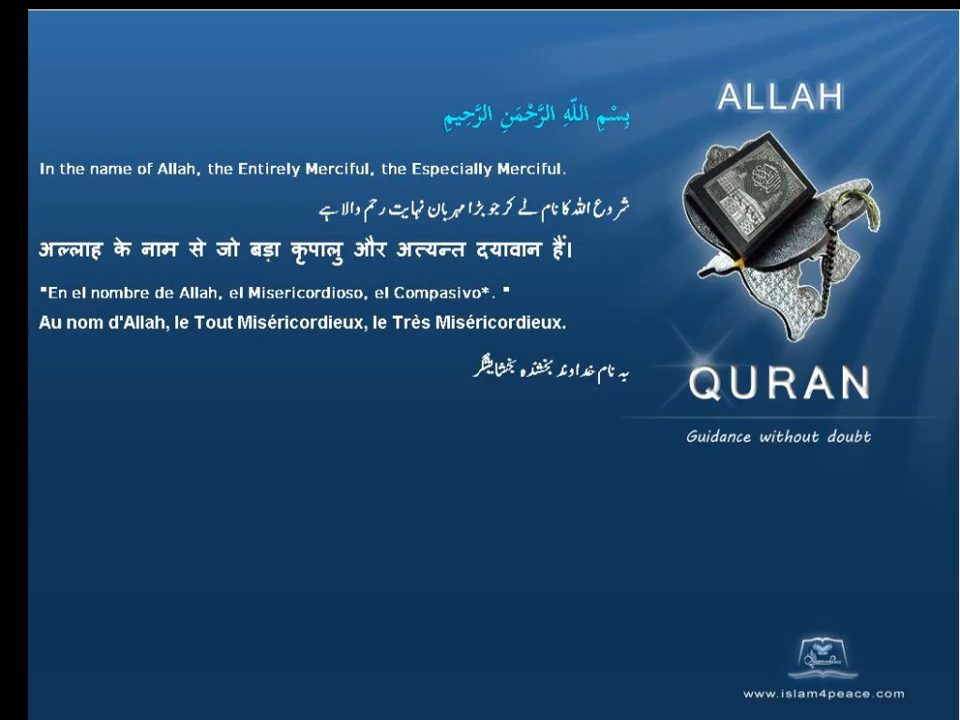 بِسْمِ اللّهِ الرَّحْمَنِ الرَّحِيمِ
In the name of Allah, the Entirely Merciful, the Especially Merciful.
شروع الله کا نام لے کر جو بڑا مہربان نہایت رحم والا ہے
अल्लाह के नाम से जो बड़ा कृपालु और अत्यन्त दयावान हैं।
"En el nombre de Allah, el Misericordioso, el Compasivo*. "
Au nom d'Allah, le Tout Miséricordieux, le Très Miséricordieux.
به نام خداوند بخشنده بخشایشگر
ALLAH
QURAN
Guidance without doubt
www.islam4peace.com